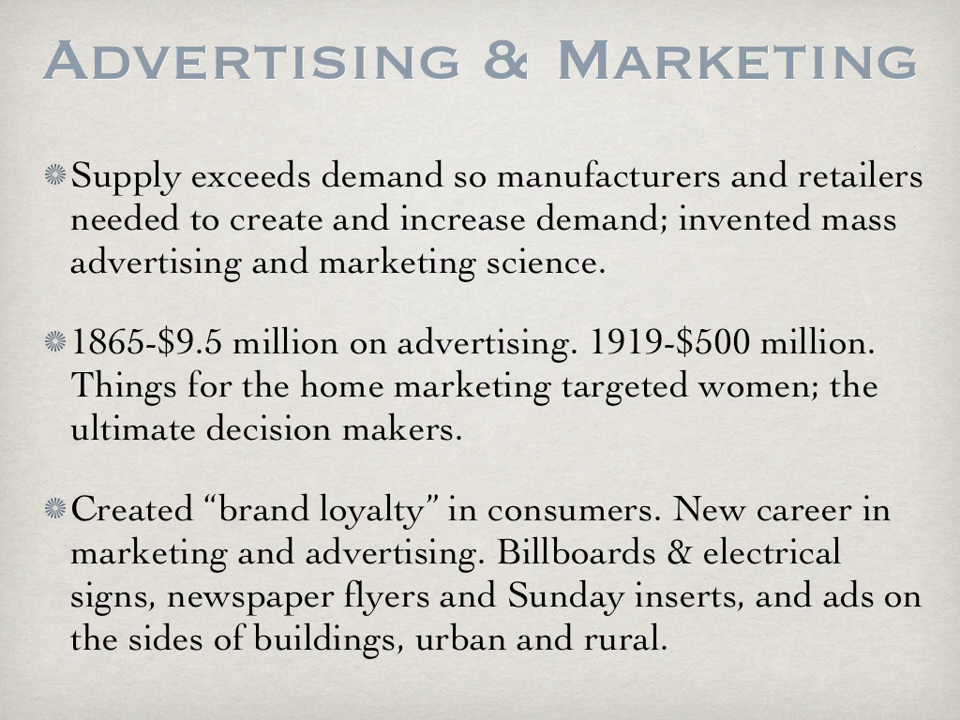 Advertising & Marketing
Supply exceeds demand so manufacturers and retailers
needed to create and increase demand; invented mass
advertising and marketing science.
1865-$9.5 million on advertising. 1919-$500 million.
Things for the home marketing targeted women; the
ultimate decision makers.
Created “brand loyalty” in consumers. New career in
marketing and advertising. Billboards & electrical
signs, newspaper flyers and Sunday inserts, and ads on
the sides of buildings, urban and rural.